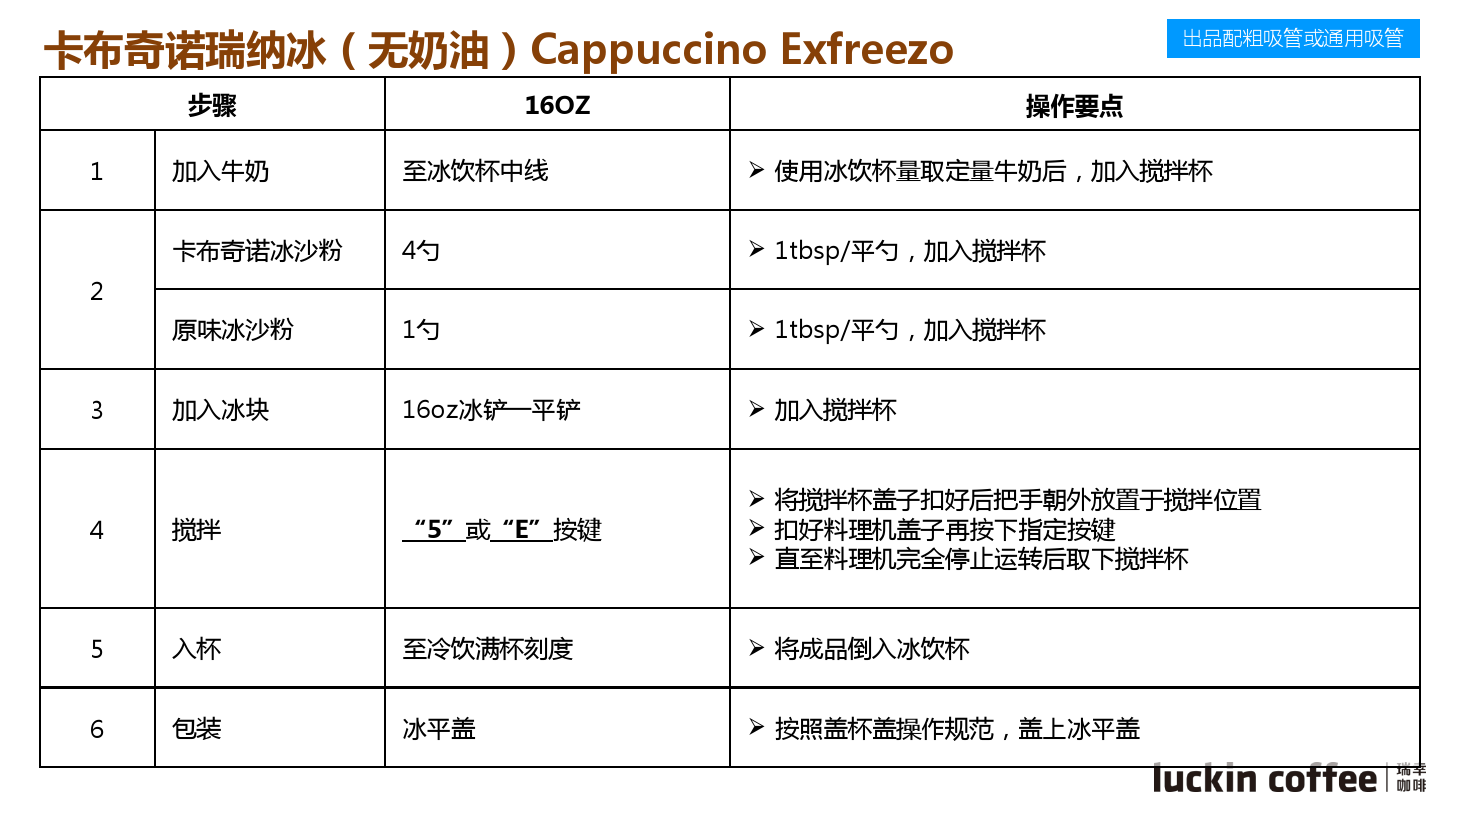 卡布奇诺瑞纳冰（无奶油）Cappuccino Exfreezo
出品配粗吸管或通用吸管
步骤 16OZ 操作要点
1 加入牛奶 至冰饮杯中线 ➢ 使用冰饮杯量取定量牛奶后，加入搅拌杯
2 卡布奇诺冰沙粉 4勺 ➢ 1tbsp/平勺，加入搅拌杯
原味冰沙粉 1勺 ➢ 1tbsp/平勺，加入搅拌杯
3 加入冰块 16oz冰铲一平铲 ➢ 加入搅拌杯
4 搅拌 “5”或“E”按键 ➢ 将搅拌杯盖子扣好后把手朝外放置于搅拌位置
➢ 扣好料理机盖子再按下指定按键
➢ 直至料理机完全停止运转后取下搅拌杯
5 入杯 至冷饮满杯刻度 ➢ 将成品倒入冰饮杯
6 包装 冰平盖 ➢ 按照盖杯盖操作规范，盖上冰平盖
luckin coffee 瑞幸
咖啡